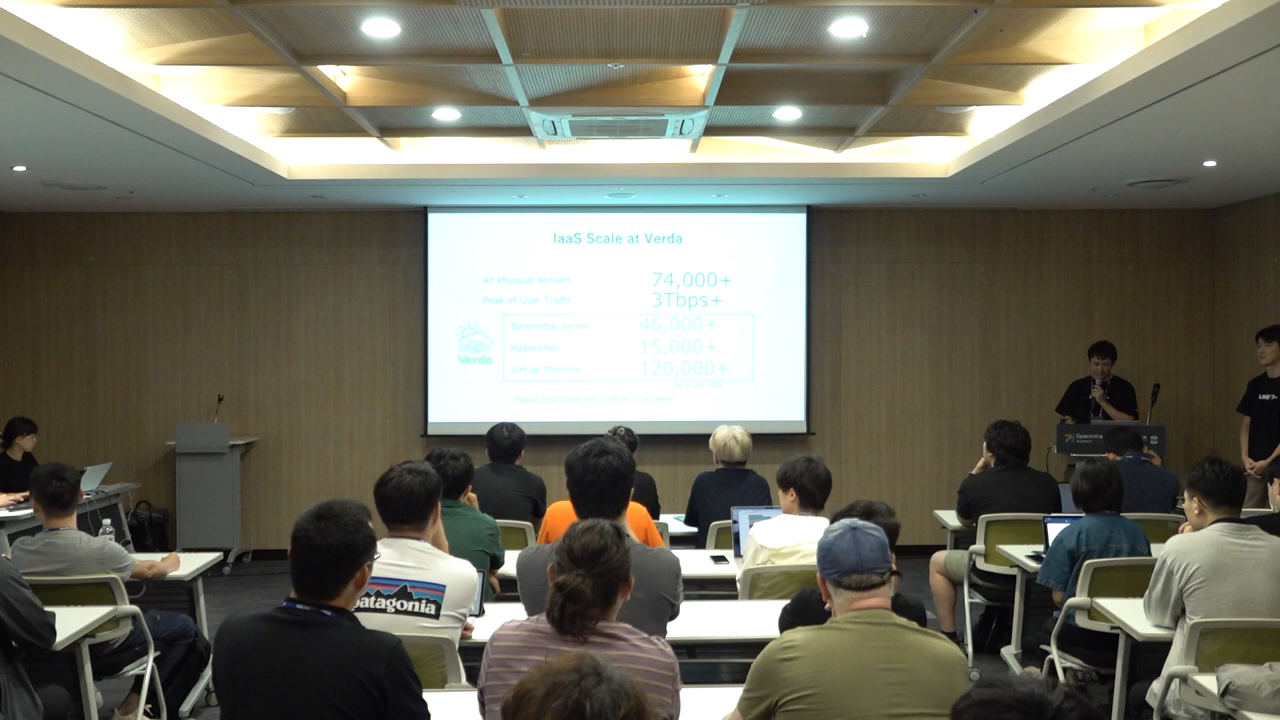 IaaS Scale at Verda
All Physical Servers 74,000+
Peak of User Traffic 3Tbps+
Baremetal Server 46,000+
Hypervisor 15,000+
Virtual Machine 120,000+
Verda
OpenInfra
patagonia